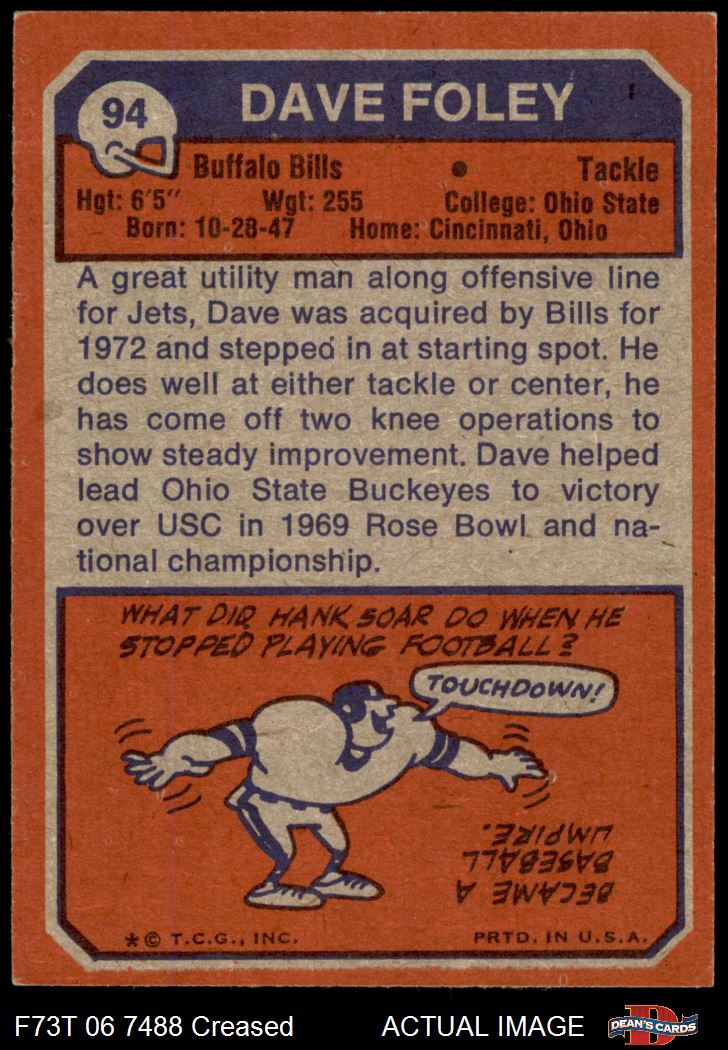 94
DAVE FOLEY
Buffalo Bills • Tackle
Hgt: 6'5" Wgt: 255 College: Ohio State
Born: 10-28-47 Home: Cincinnati, Ohio
A great utility man along offensive line
for Jets, Dave was acquired by Bills for
1972 and stepped in at starting spot. He
does well at either tackle or center, he
has come off two knee operations to
show steady improvement. Dave helped
lead Ohio State Buckeyes to victory
over USC in 1969 Rose Bowl and na-
tional championship.
WHAT DID HANK SOAR DO WHEN HE
STOPPED PLAYING FOOTBALL?
TOUCHDOWN!
BECAME A
BASEBALL
UMPIRE.
*© T.C.G., INC. PRTD. IN U.S.A.
F73T 06 7488 Creased ACTUAL IMAGE
D
DEAN'S CARDS